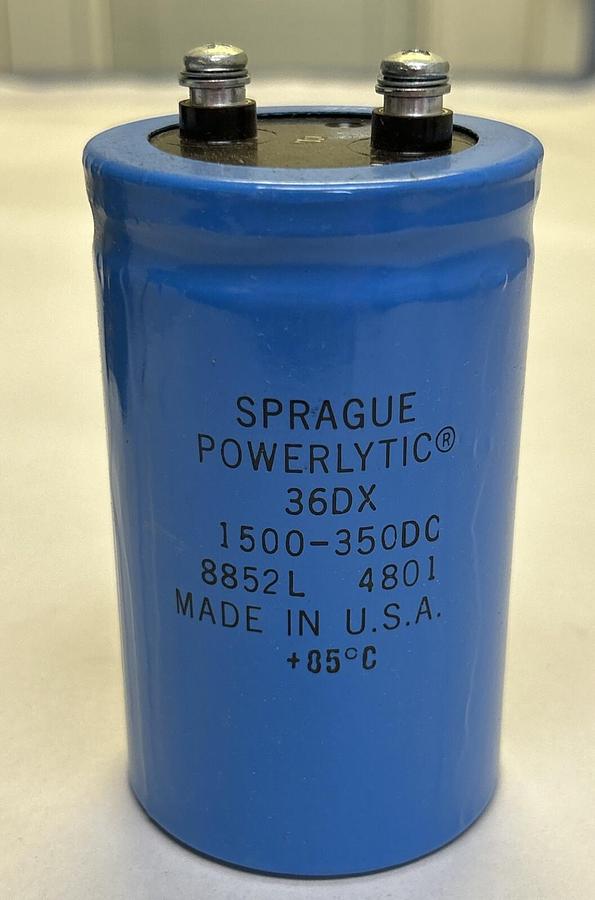 SPRAGUE
POWERLYTIC®
36DX
1500-350DC
8852L 4801
MADE IN U.S.A.
+85°C